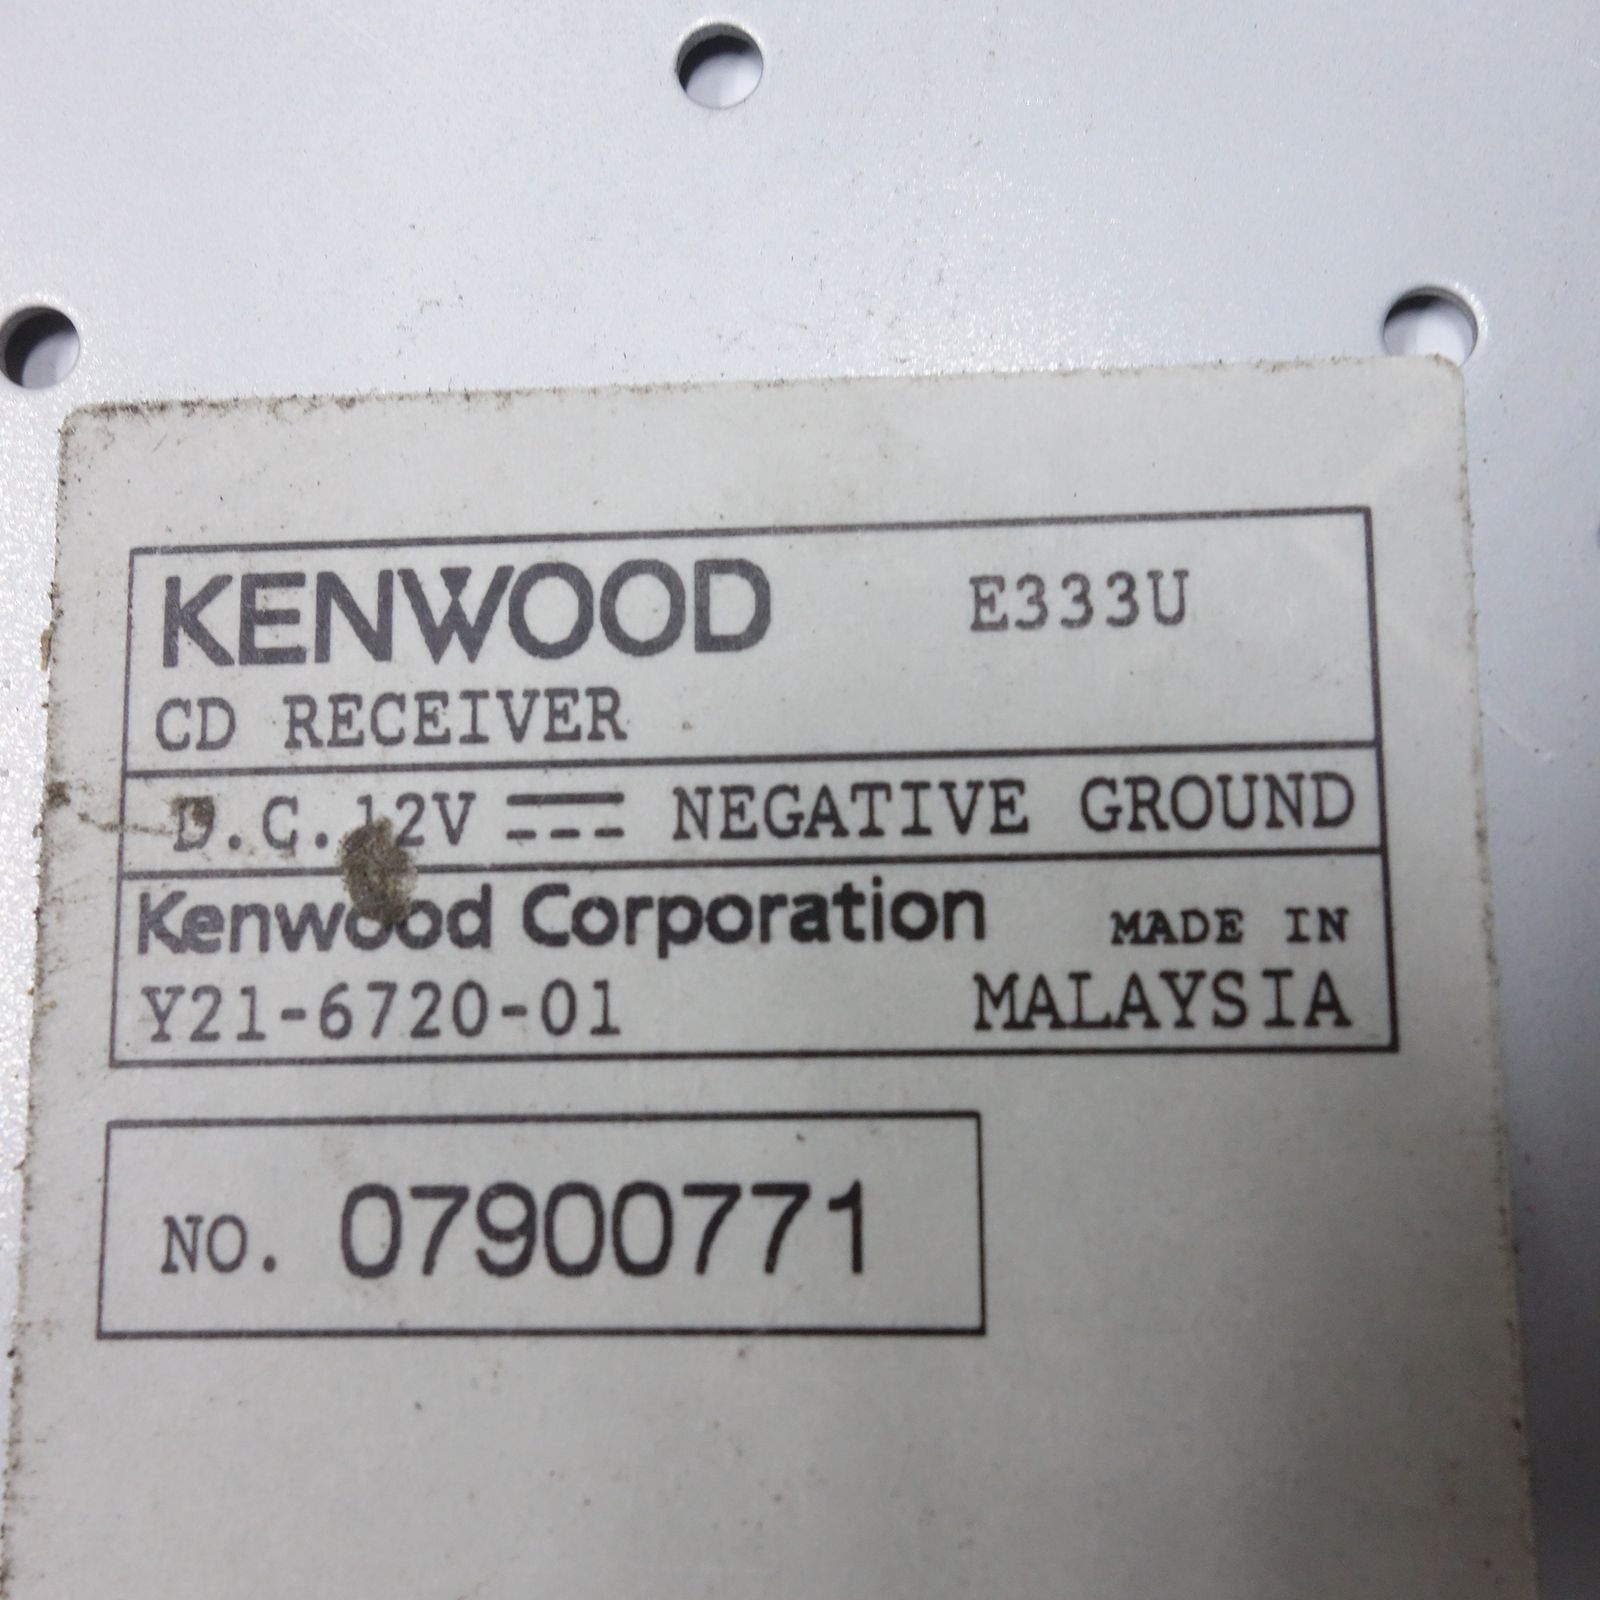 KENWOOD E333U
CD RECEIVER
D.C.12V NEGATIVE GROUND
Kenwood Corporation MADE IN
Y21-6720-01 MALAYSIA
NO. 07900771